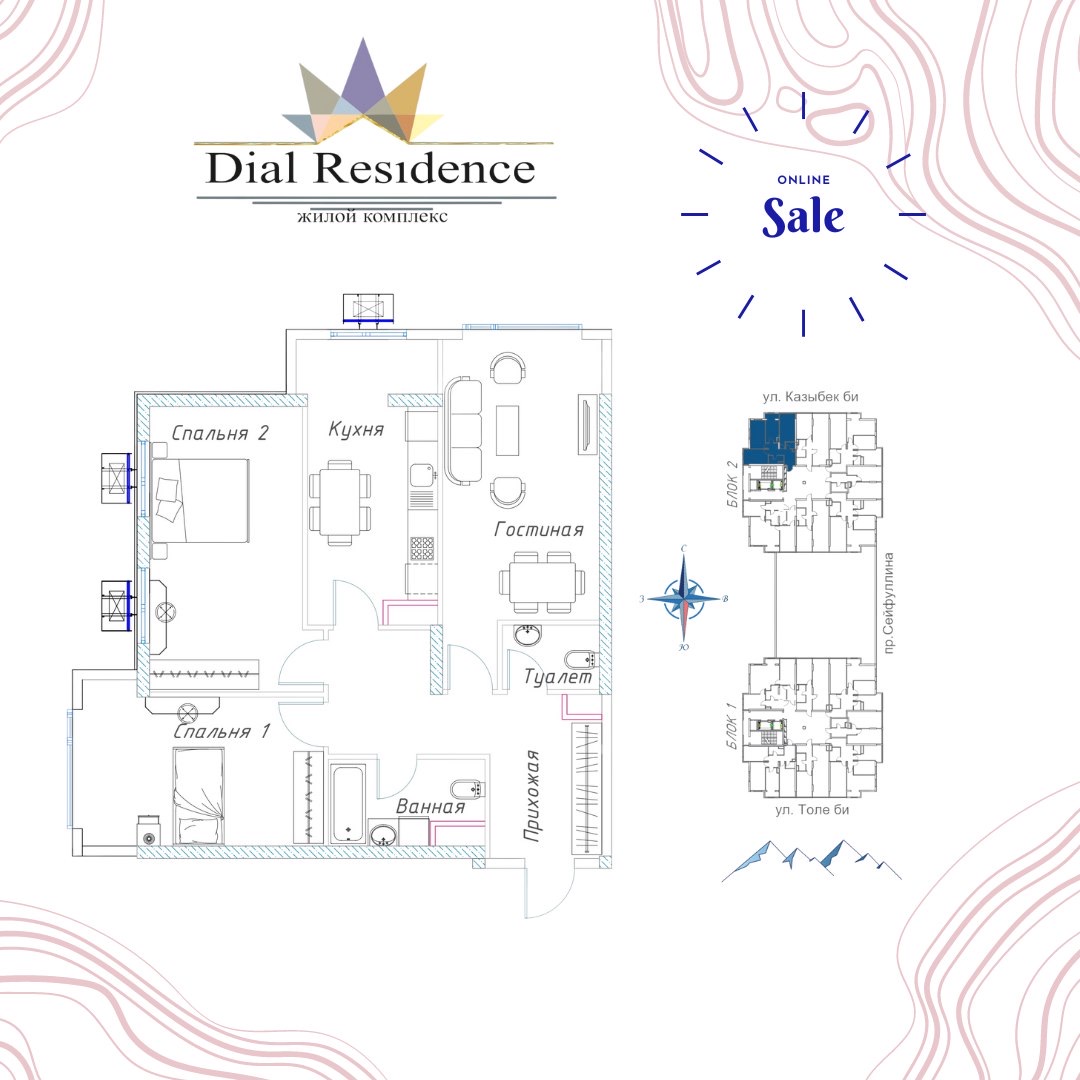 Dial Resıdence
жилой комплекс
ONLINE
Sale
Спальня 2
Кухня
Гостиная
Туалет
Спальня 1
Ванная
Прихожая
ул. Казыбек би
БЛОК 2
С
З
В
Ю
пр.Сейфуллина
БЛОК 1
ул. Толе би